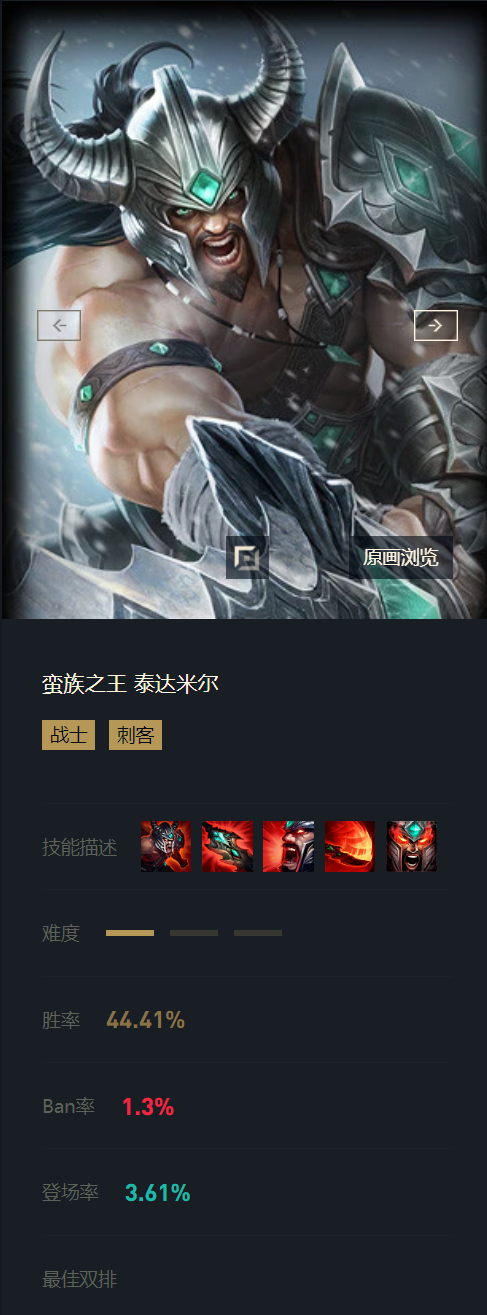 原画浏览
蛮族之王 泰达米尔
战士 刺客
技能描述
难度
胜率 44.41%
Ban率 1.3%
登场率 3.61%
最佳双排